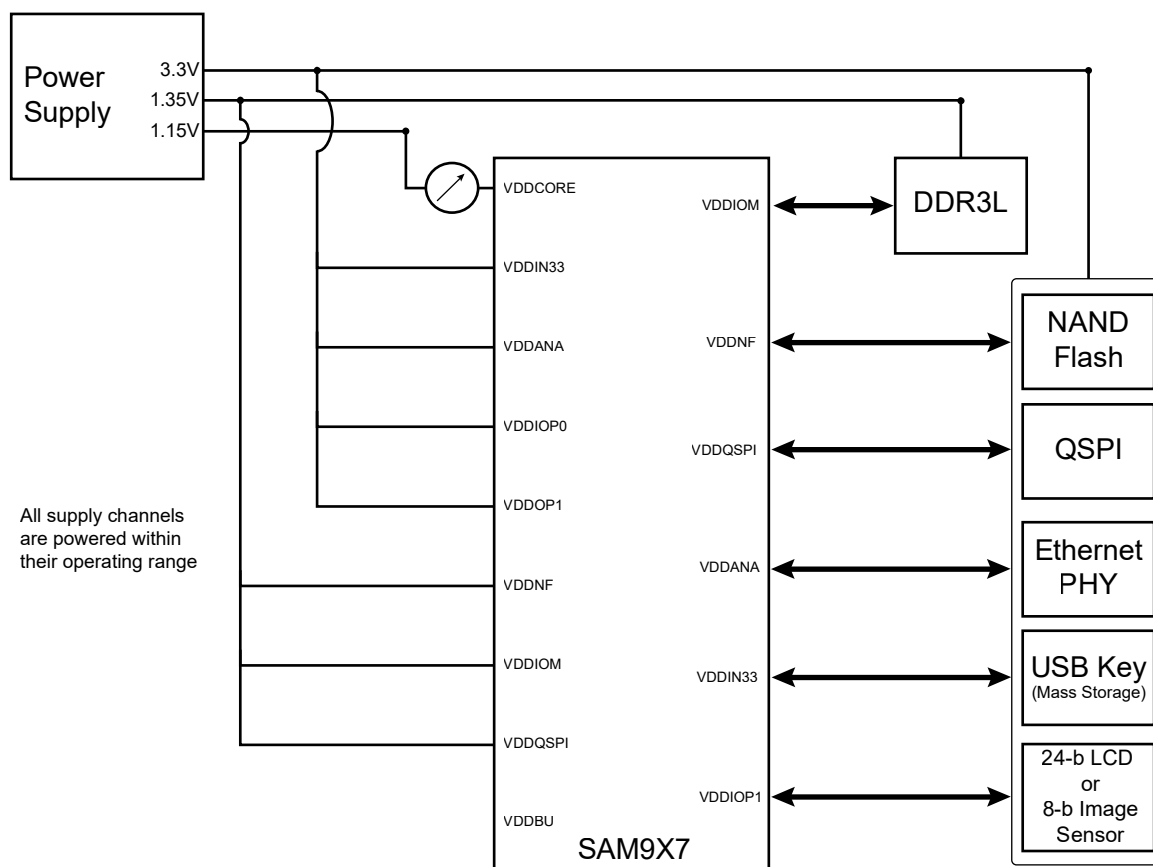 Power
Supply
3.3V
1.35V
1.15V
VDDCORE
VDDIN33
VDDANA
VDDIOP0
VDDOP1
VDDNF
VDDIOM
VDDQSPI
VDDBU
VDDIOM
VDDNF
VDDQSPI
VDDANA
VDDIN33
VDDIOP1
SAM9X7
DDR3L
NAND
Flash
QSPI
Ethernet
PHY
USB Key
(Mass Storage)
24-b LCD
or
8-b Image
Sensor
All supply channels
are powered within
their operating range